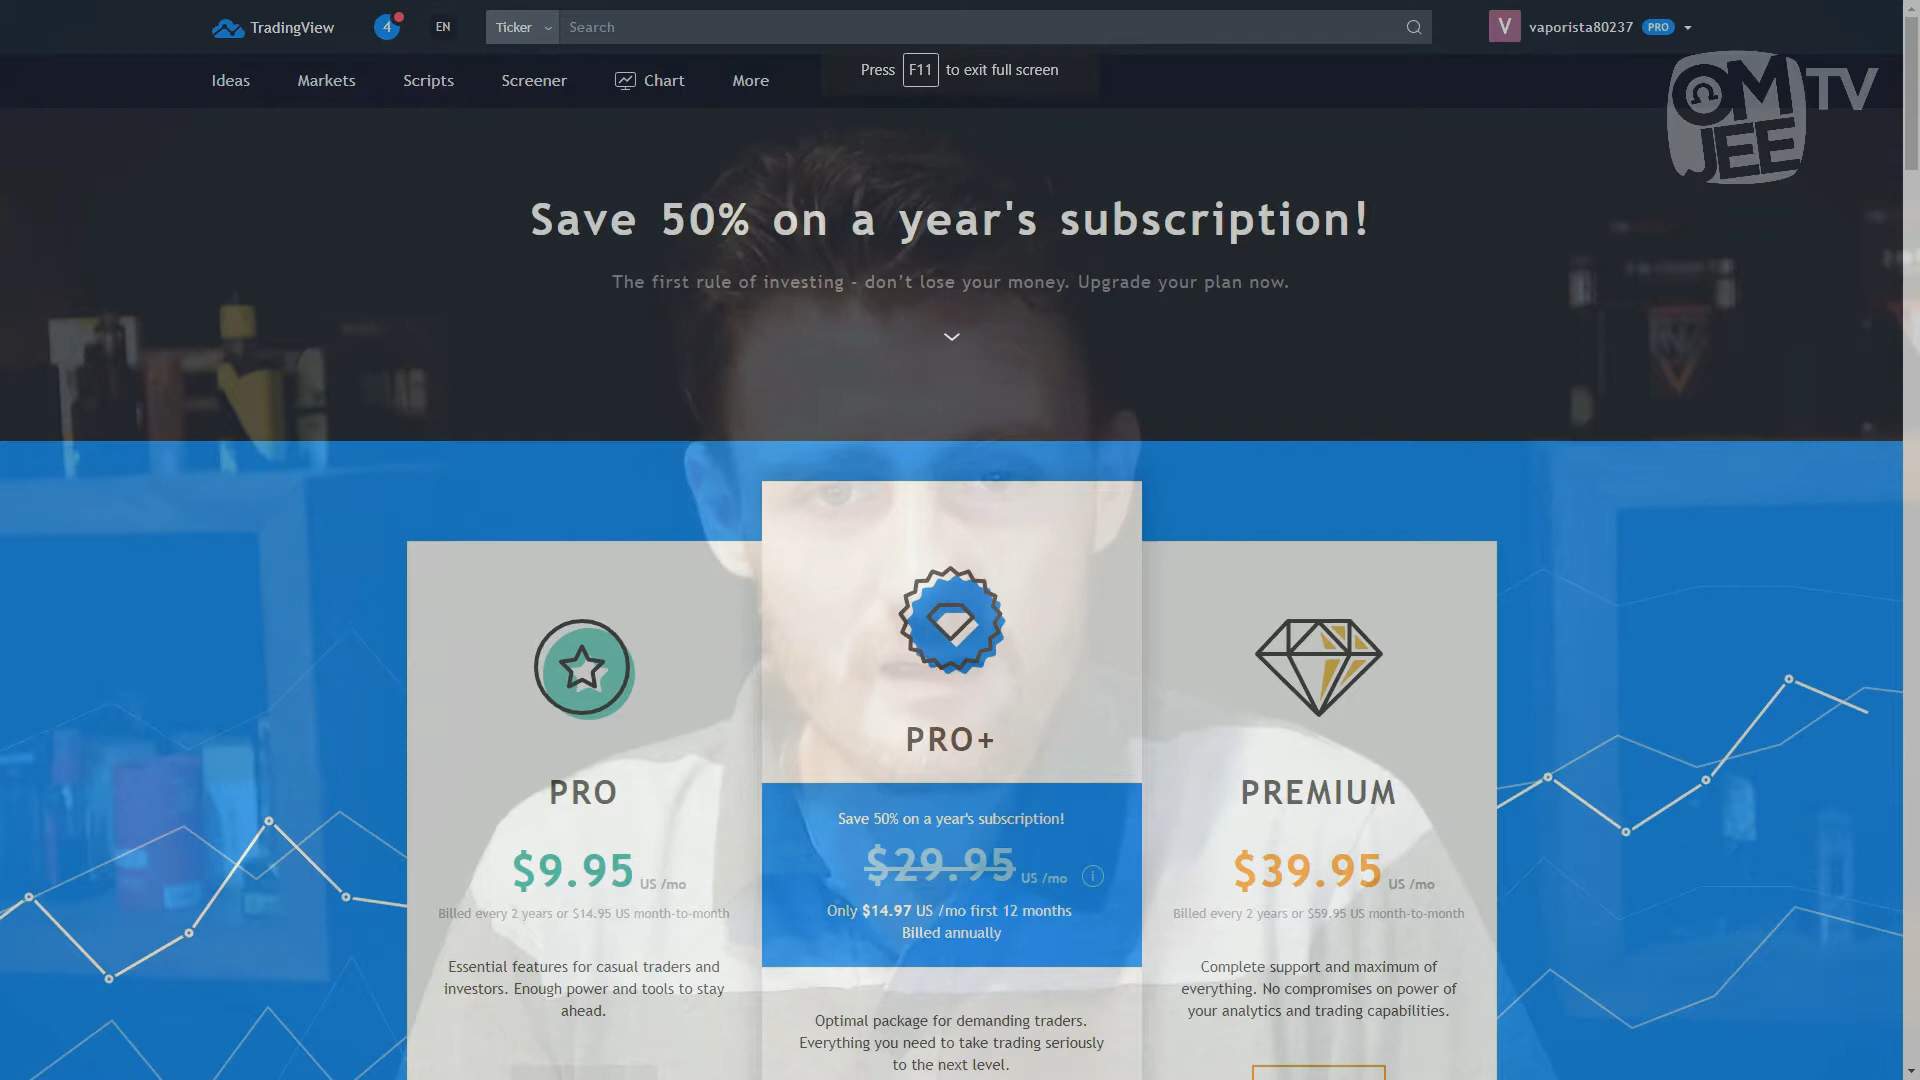 TradingView
4
EN
Ticker
Search
V
vaporista80237
PRO
Ideas
Markets
Scripts
Screener
Chart
More
Press F11 to exit full screen
OMJEE TV
Save 50% on a year's subscription!
The first rule of investing - don’t lose your money. Upgrade your plan now.
PRO
$9.95 US /mo
Billed every 2 years or $14.95 US month-to-month
Essential features for casual traders and
investors. Enough power and tools to stay
ahead.
PRO+
Save 50% on a year's subscription!
$29.95 US /mo
Only $14.97 US /mo first 12 months
Billed annually
Optimal package for demanding traders.
Everything you need to take trading seriously
to the next level.
PREMIUM
$39.95 US /mo
Billed every 2 years or $59.95 US month-to-month
Complete support and maximum of
everything. No compromises on power of
your analytics and trading capabilities.